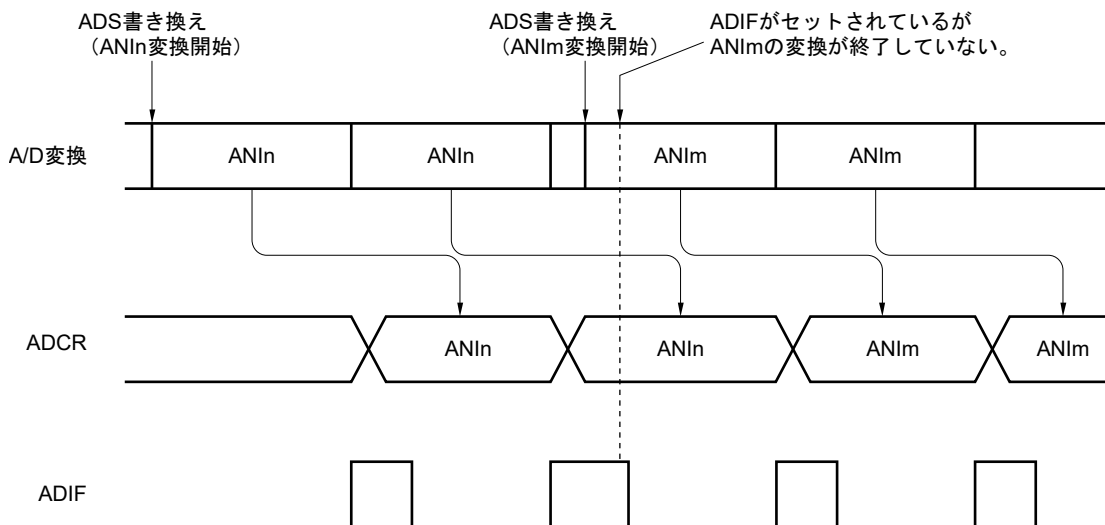 ADS書き換え
（ANIn変換開始）
ADS書き換え
（ANIm変換開始）
ADIFがセットされているが
ANImの変換が終了していない。
A/D変換
ANIn
ANIn
ANIm
ANIm
ADCR
ANIn
ANIn
ANIm
ANIm
ADIF